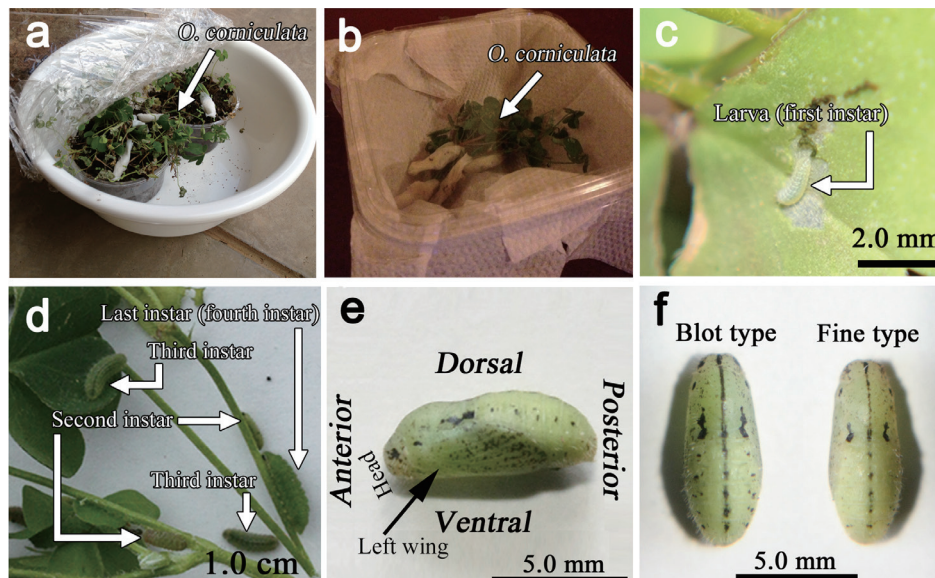 a
O. corniculata
b
O. corniculata
c
Larva (first instar)
2.0 mm
d
Last instar (fourth instar)
Third instar
Second instar
Third instar
1.0 cm
e
Dorsal
Anterior
Posterior
Head
Ventral
Left wing
5.0 mm
f
Blot type
Fine type
5.0 mm